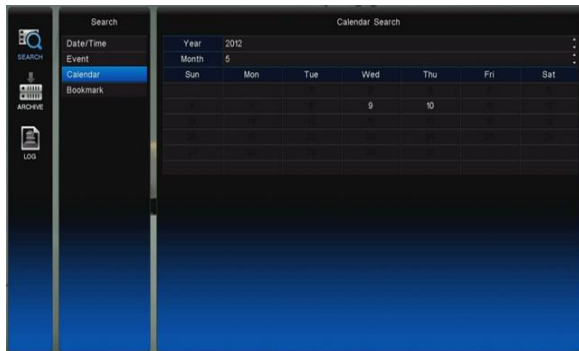 Search
Calendar Search
SEARCH
ARCHIVE
LOG
Date/Time
Event
Calendar
Bookmark
Year 2012
Month 5
Sun Mon Tue Wed Thu Fri Sat
9 10